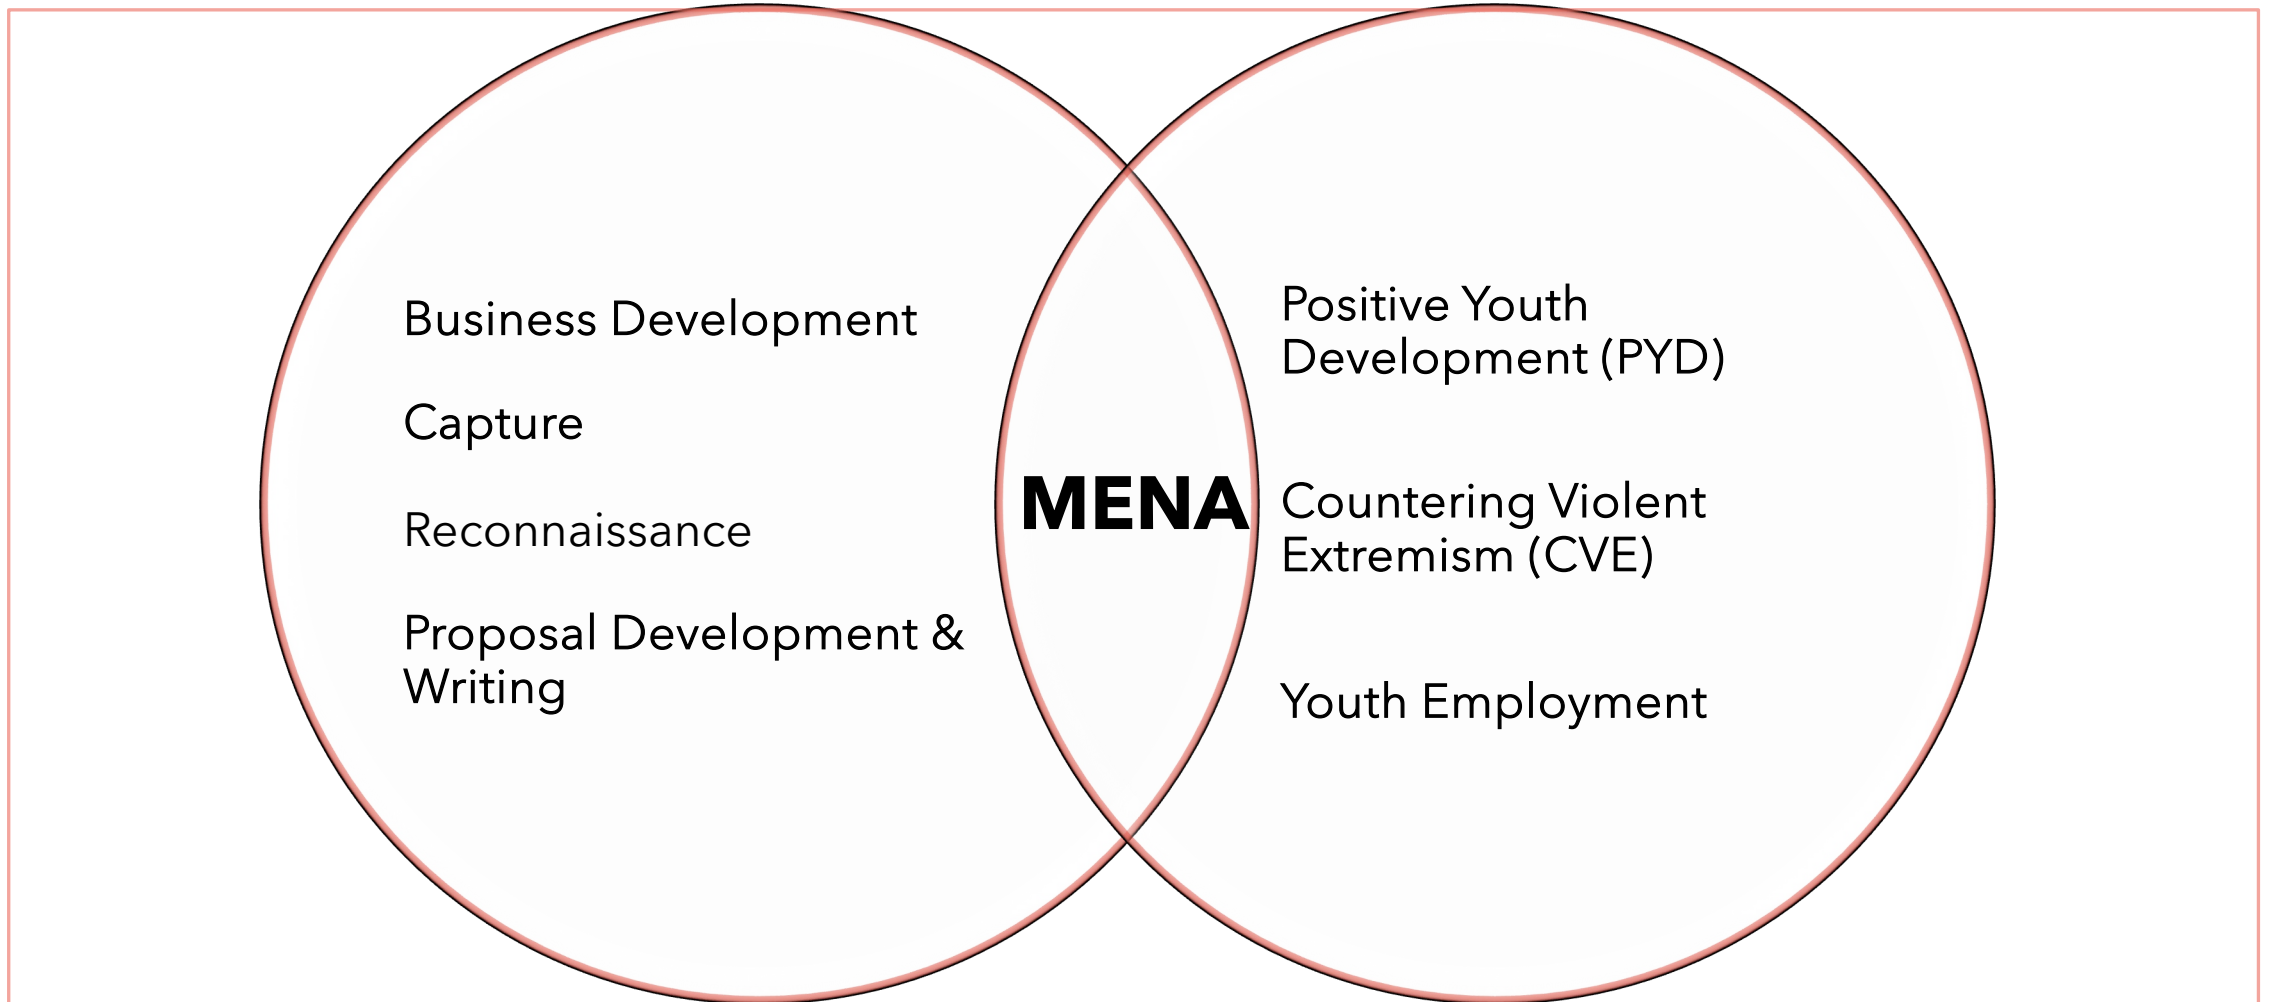 Business Development
Capture
Reconnaissance
Proposal Development &
Writing
MENA
Positive Youth
Development (PYD)
Countering Violent
Extremism (CVE)
Youth Employment